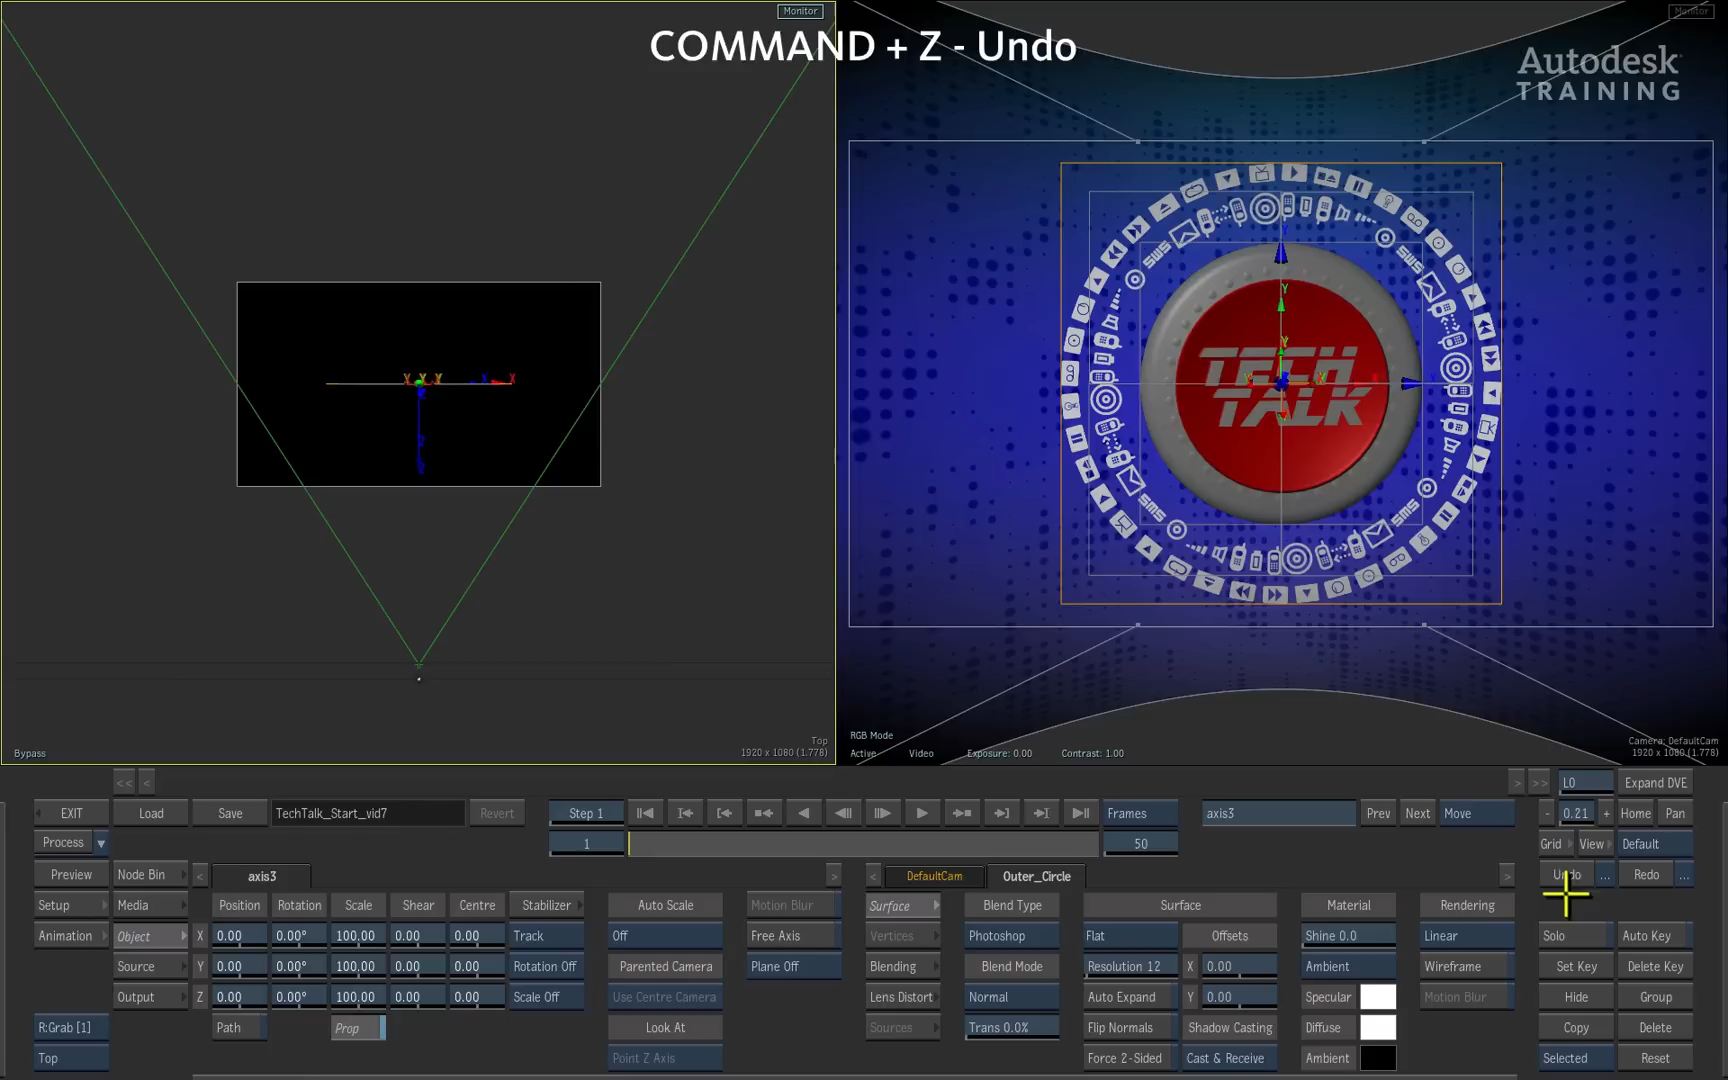 Monitor
Monitor
COMMAND + Z - Undo
Autodesk
TRAINING
SMS
SMS
TECH
TALK
SMS
SMS
RGB Mode
Bypass
Top
1920 x 1080 (1.778)
Active Video Exposure: 0.00 Contrast: 1.00
Camera: DefaultCam
1920 x 1080 (1.778)
<< < > >> L0 Expand DVE
EXIT Load Save TechTalk_Start_vid7 Revert Step 1 Frames axis3 Prev Next Move - 0.21 + Home Pan
Process 1 50 Grid View Default
Preview Node Bin < axis3 > < DefaultCam Outer_Circle > Undo ... Redo ...
Setup Media Position Rotation Scale Shear Centre Stabilizer Auto Scale Motion Blur Surface Blend Type Surface Material Rendering
Animation Object X 0.00 0.00° 100.00 0.00 0.00 Track Off Free Axis Vertices Photoshop Flat Offsets Shine 0.0 Linear Solo Auto Key
Source Y 0.00 0.00° 100.00 0.00 0.00 Rotation Off Parented Camera Plane Off Blending Blend Mode Resolution 12 X 0.00 Ambient Wireframe Set Key Delete Key
Output Z 0.00 0.00° 100.00 0.00 0.00 Scale Off Use Centre Camera Lens Distort Normal Auto Expand Y 0.00 Specular Motion Blur Hide Group
R:Grab [1] Path Prop Look At Sources Trans 0.0% Flip Normals Shadow Casting Diffuse Copy Delete
Top Point Z Axis Force 2-Sided Cast & Receive Ambient Selected Reset